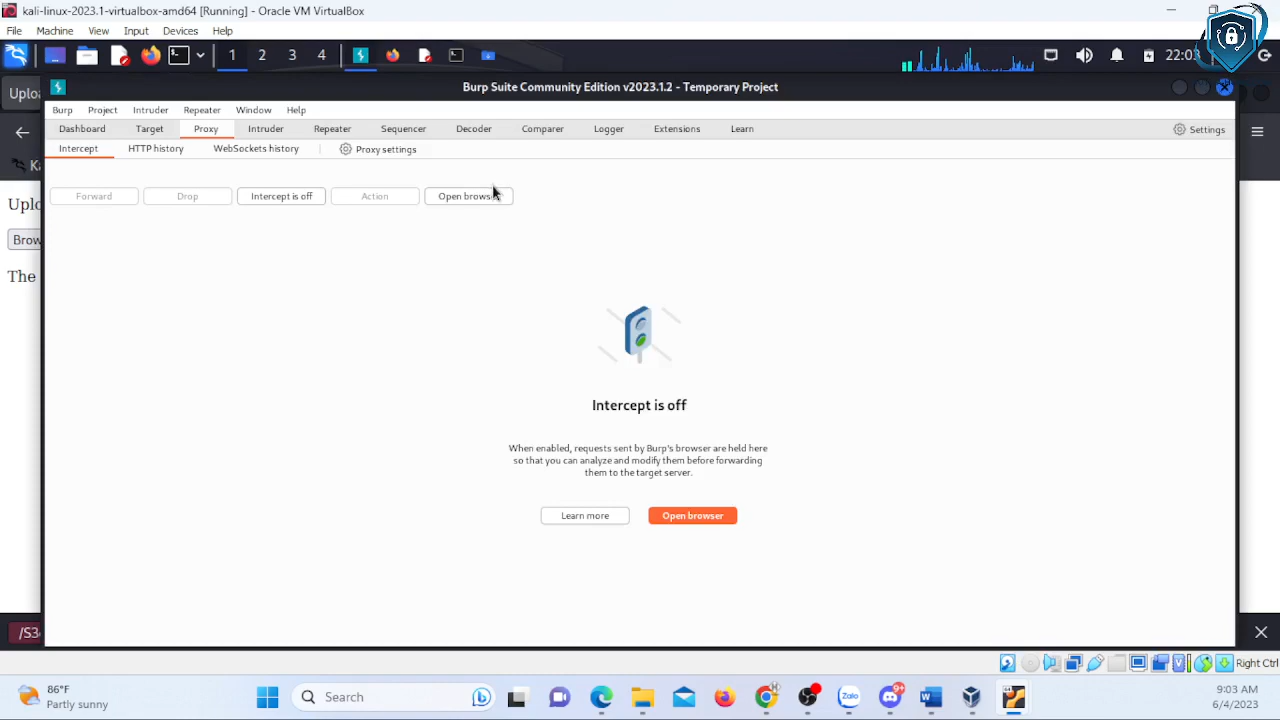 kali-linux-2023.1-virtualbox-amd64 [Running] - Oracle VM VirtualBox
File Machine View Input Devices Help
1 2 3 4 22:03
Burp Suite Community Edition v2023.1.2 - Temporary Project
Burp Project Intruder Repeater Window Help
Dashboard Target Proxy Intruder Repeater Sequencer Decoder Comparer Logger Extensions Learn Settings
Intercept HTTP history WebSockets history Proxy settings
Forward Drop Intercept is off Action Open browser
Intercept is off
When enabled, requests sent by Burp's browser are held here
so that you can analyze and modify them before forwarding
them to the target server.
Learn more Open browser
The
Right Ctrl
86°F
Partly sunny
Search
Zalo
9+
9:03 AM
6/4/2023